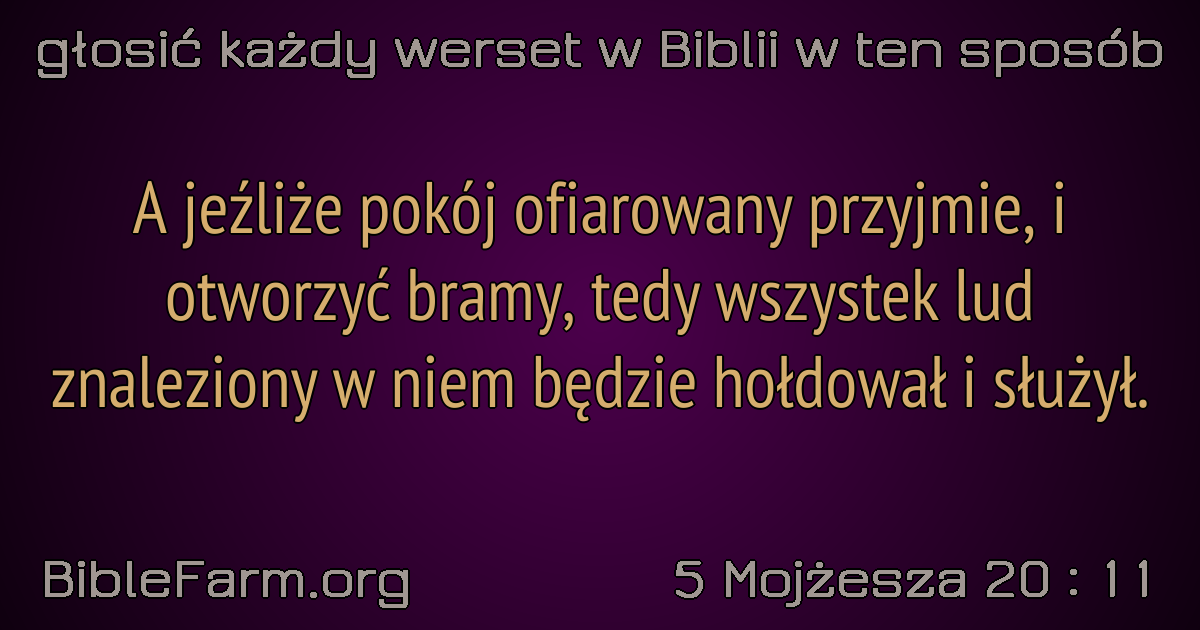 głosić każdy werset w Biblii w ten sposób
A jeźliże pokój ofiarowany przyjmie, i
otworzyć bramy, tedy wszystek lud
znaleziony w niem będzie hołdował i służył.
BibleFarm.org
5 Mojżesza 20 : 11